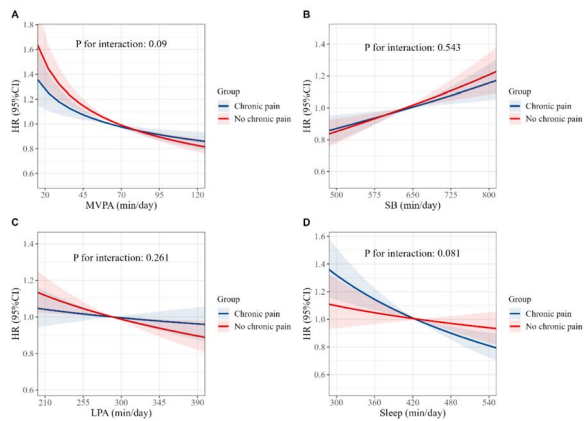 A
P for interaction: 0.09
HR (95%CI)
1.8
1.6
1.4
1.2
1.0
0.8
0.6
20 45 70 95 120
MVPA (min/day)
Group
Chronic pain
No chronic pain
B
P for interaction: 0.543
HR (95%CI)
1.4
1.2
1.0
0.8
0.6
500 575 650 725 800
SB (min/day)
Group
Chronic pain
No chronic pain
C
P for interaction: 0.261
HR (95%CI)
1.4
1.2
1.0
0.8
0.6
210 255 300 345 390
LPA (min/day)
Group
Chronic pain
No chronic pain
D
P for interaction: 0.081
HR (95%CI)
1.6
1.4
1.2
1.0
0.8
0.6
300 360 420 480 540
Sleep (min/day)
Group
Chronic pain
No chronic pain